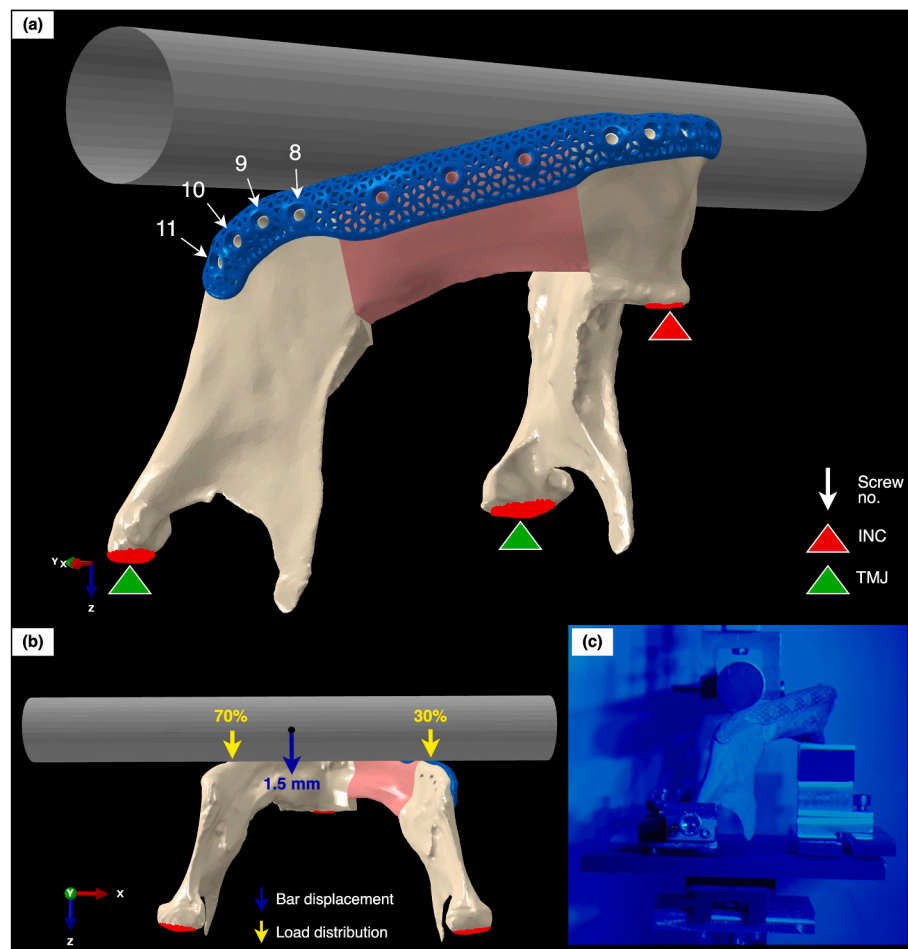 (a)
8
9
10
11
Screw
no.
INC
TMJ
Y X
Z
(b)
70%
30%
1.5 mm
Y
X
Z
Bar displacement
Load distribution
(c)